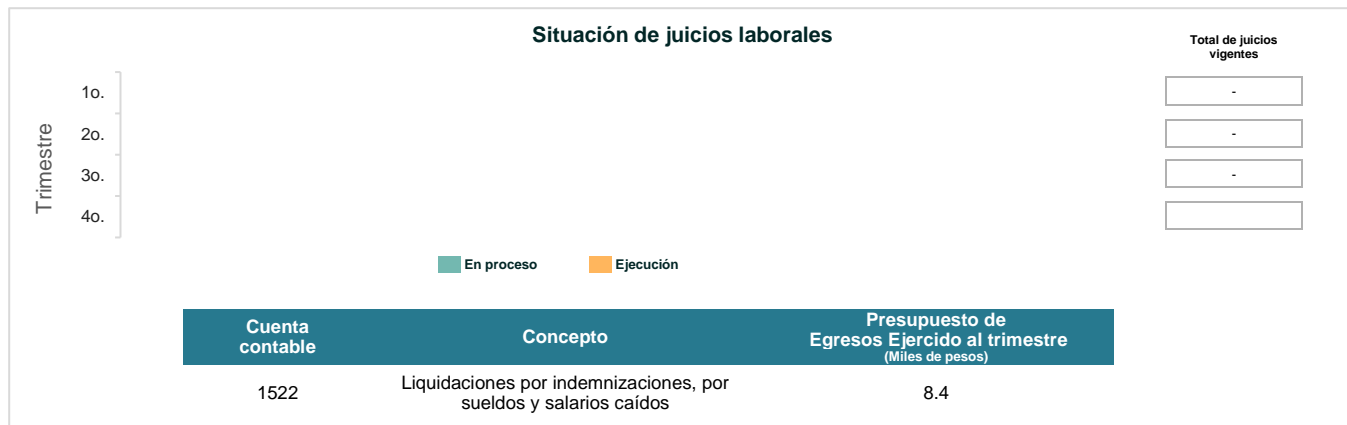 Situación de juicios laborales
Total de juicios
vigentes
Trimestre
1o.
-
2o.
-
3o.
-
4o.
En proceso
Ejecución
Cuenta
contable
Concepto
Presupuesto de
Egresos Ejercido al trimestre
(Miles de pesos)
1522
Liquidaciones por indemnizaciones, por
sueldos y salarios caídos
8.4